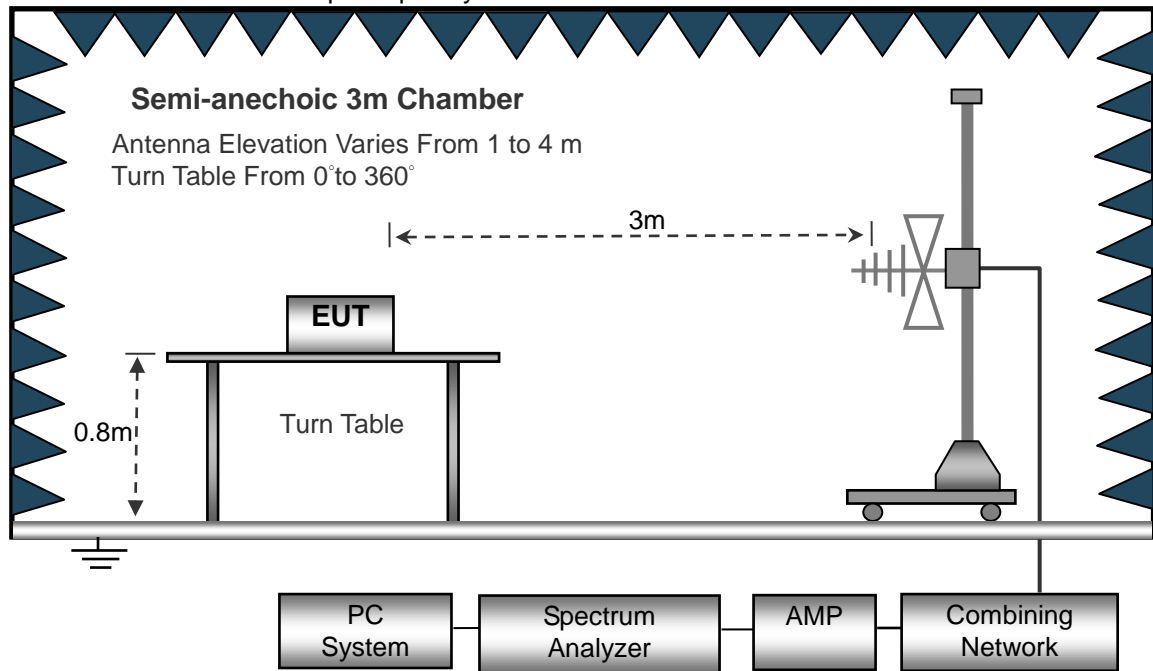 Semi-anechoic 3m Chamber
Antenna Elevation Varies From 1 to 4 m
Turn Table From 0°to 360°
3m
EUT
0.8m
Turn Table
PC
System
Spectrum
Analyzer
AMP
Combining
Network